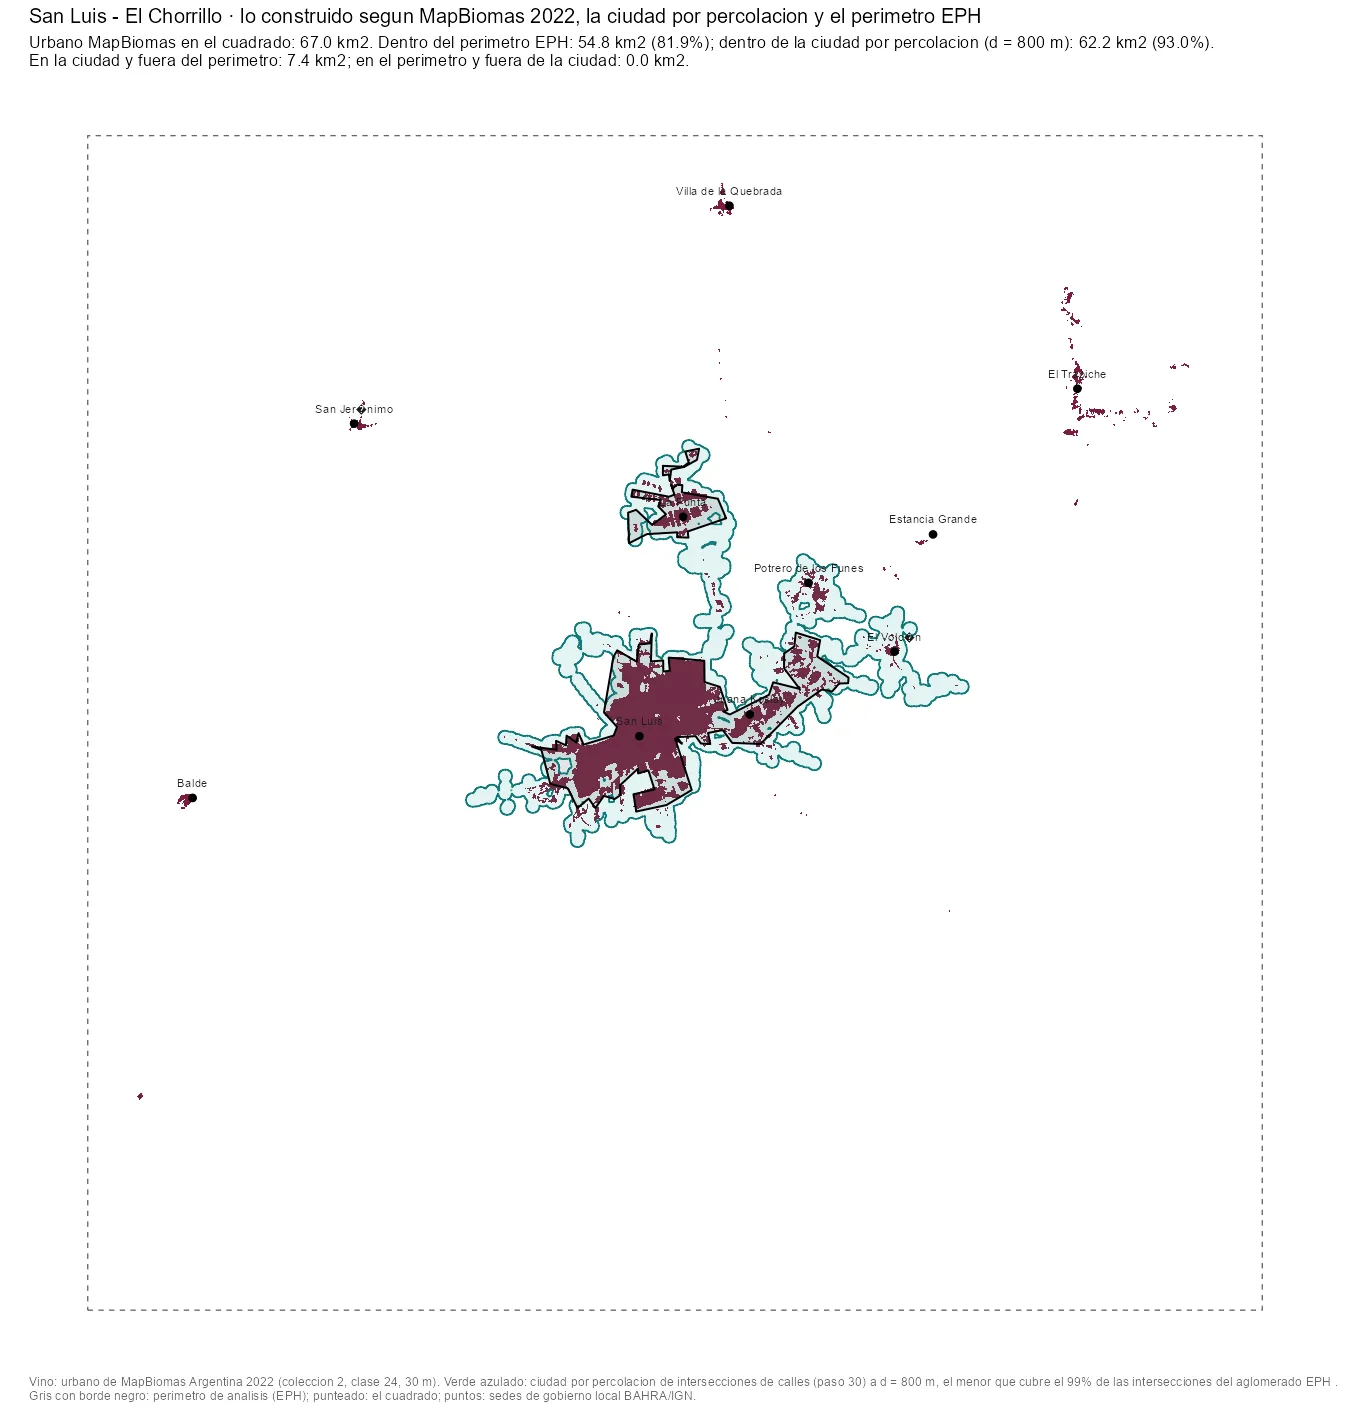 San Luis - El Chorrillo · lo construido segun MapBiomas 2022, la ciudad por percolacion y el perimetro EPH
Urbano MapBiomas en el cuadrado: 67.0 km2. Dentro del perimetro EPH: 54.8 km2 (81.9%); dentro de la ciudad por percolacion (d = 800 m): 62.2 km2 (93.0%).
En la ciudad y fuera del perimetro: 7.4 km2; en el perimetro y fuera de la ciudad: 0.0 km2.
Villa de la Quebrada
El Trapiche
San Jer�nimo
Estancia Grande
Potrero de los Funes
El Volc�n
San Luis
Balde
Vino: urbano de MapBiomas Argentina 2022 (coleccion 2, clase 24, 30 m). Verde azulado: ciudad por percolacion de intersecciones de calles (paso 30) a d = 800 m, el menor que cubre el 99% de las intersecciones del aglomerado EPH .
Gris con borde negro: perimetro de analisis (EPH); punteado: el cuadrado; puntos: sedes de gobierno local BAHRA/IGN.